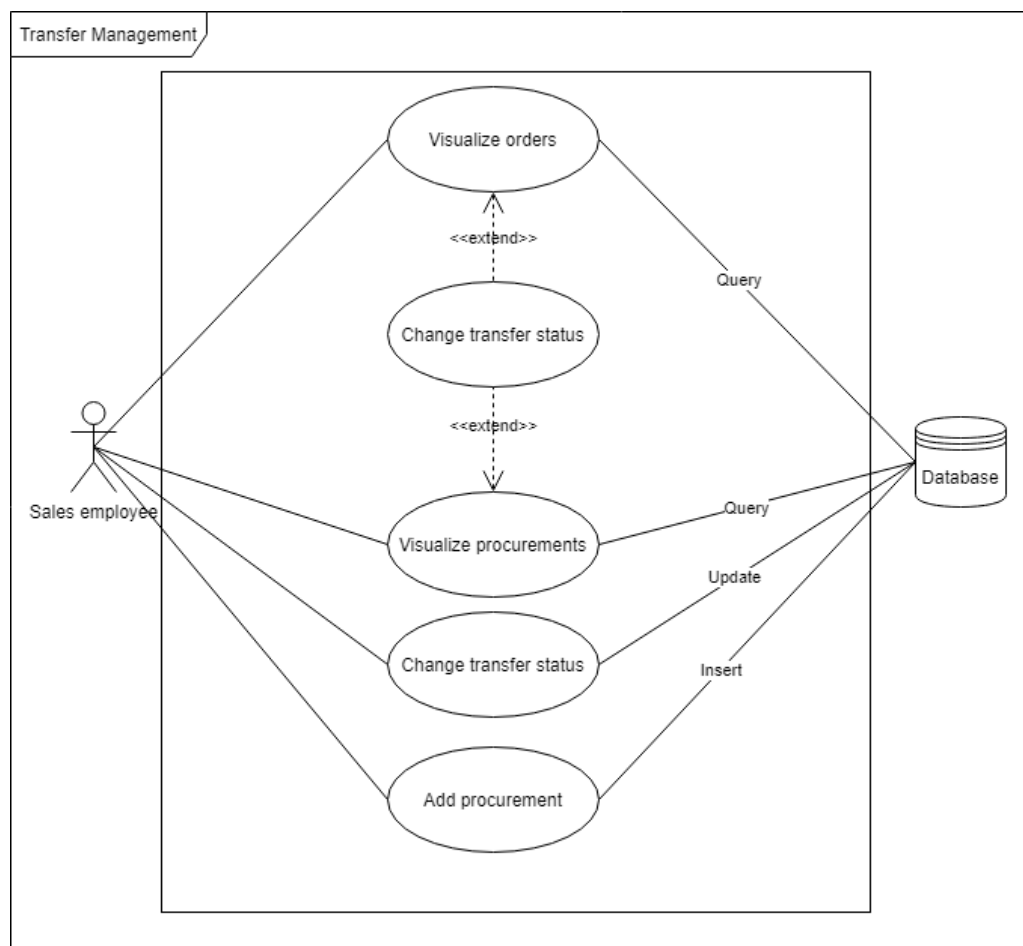 Transfer Management
Visualize orders
<<extend>>
Query
Change transfer status
<<extend>>
Sales employee
Database
Visualize procurements
Query
Update
Change transfer status
Insert
Add procurement